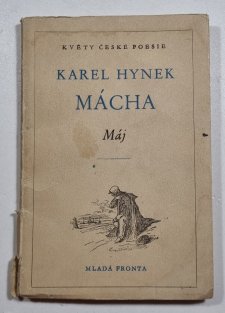 KVĚTY ČESKÉ POESIE
KAREL HYNEK
MÁCHA
Máj
MLADÁ FRONTA